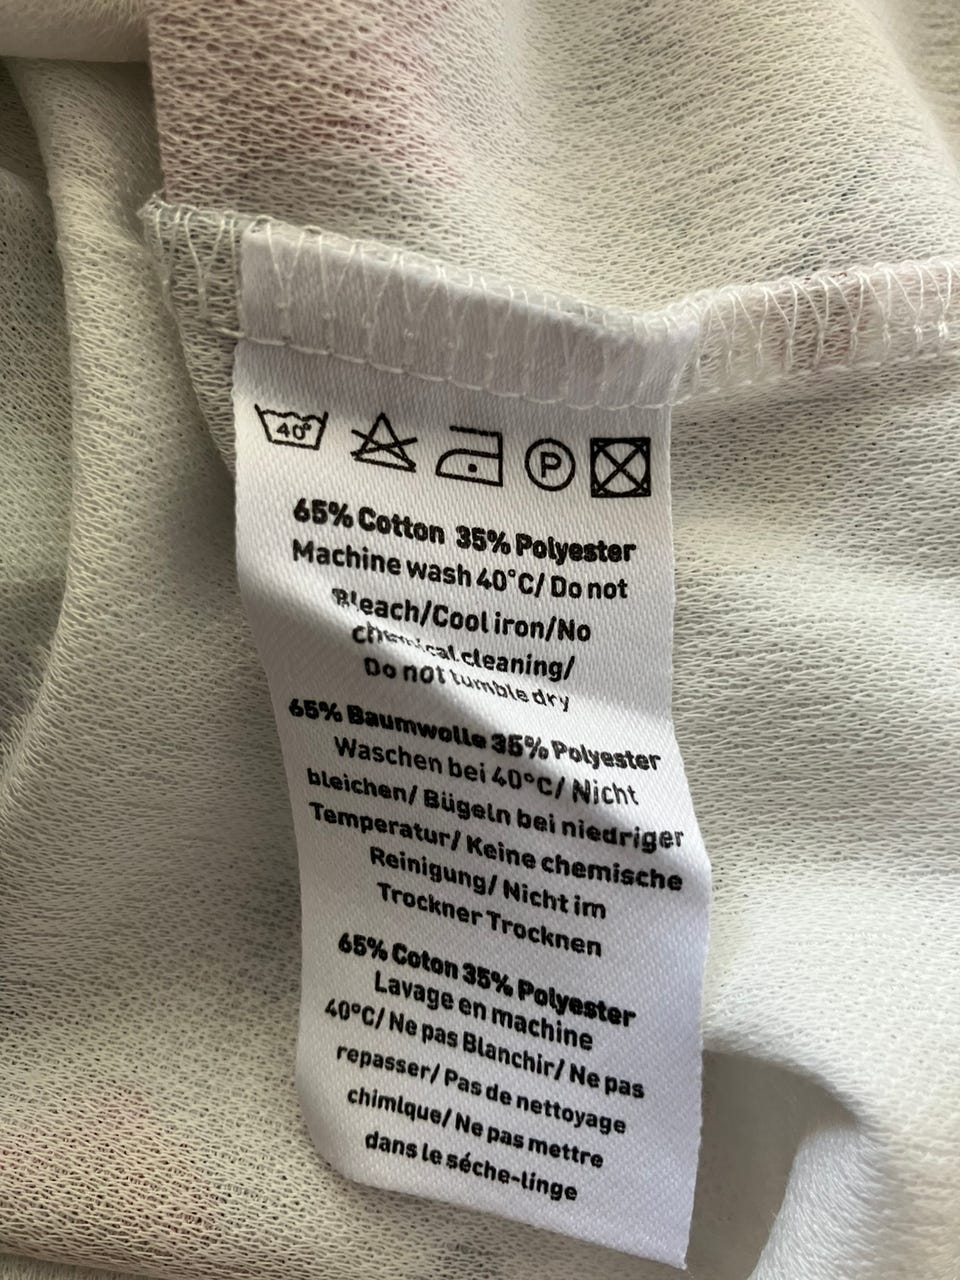 40°
P
65% Cotton 35% Polyester
Machine wash 40°C/ Do not
Bleach/Cool iron/No
chemical cleaning/
Do not tumble dry
65% Baumwolle 35% Polyester
Waschen bei 40°C/ Nicht
bleichen/ Bügeln bei niedriger
Temperatur/ Keine chemische
Reinigung/ Nicht im
Trockner Trocknen
65% Coton 35% Polyester
Lavage en machine
40°C/ Ne pas Blanchir/ Ne pas
repasser/ Pas de nettoyage
chimlque/ Ne pas mettre
dans le séche-linge